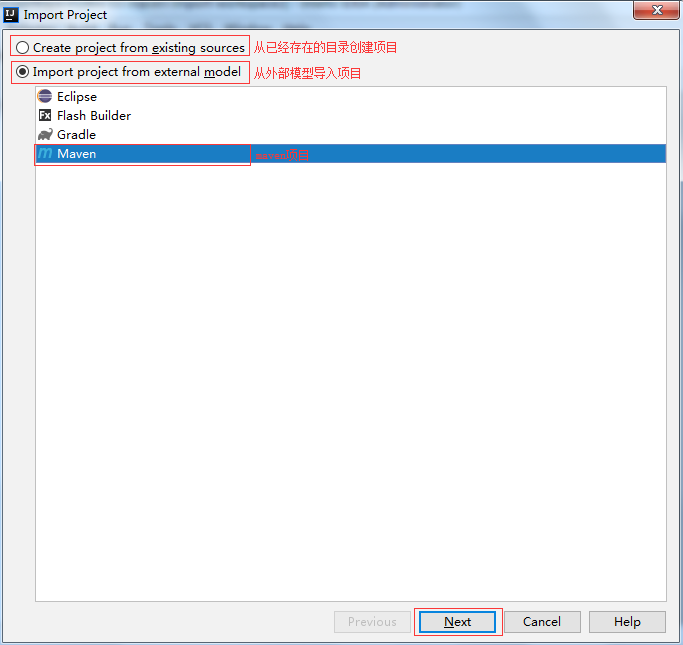 Import Project
Create project from existing sources 从已经存在的目录创建项目
Import project from external model 从外部模型导入项目
Eclipse
Flash Builder
Gradle
Maven
Previous Next Cancel Help